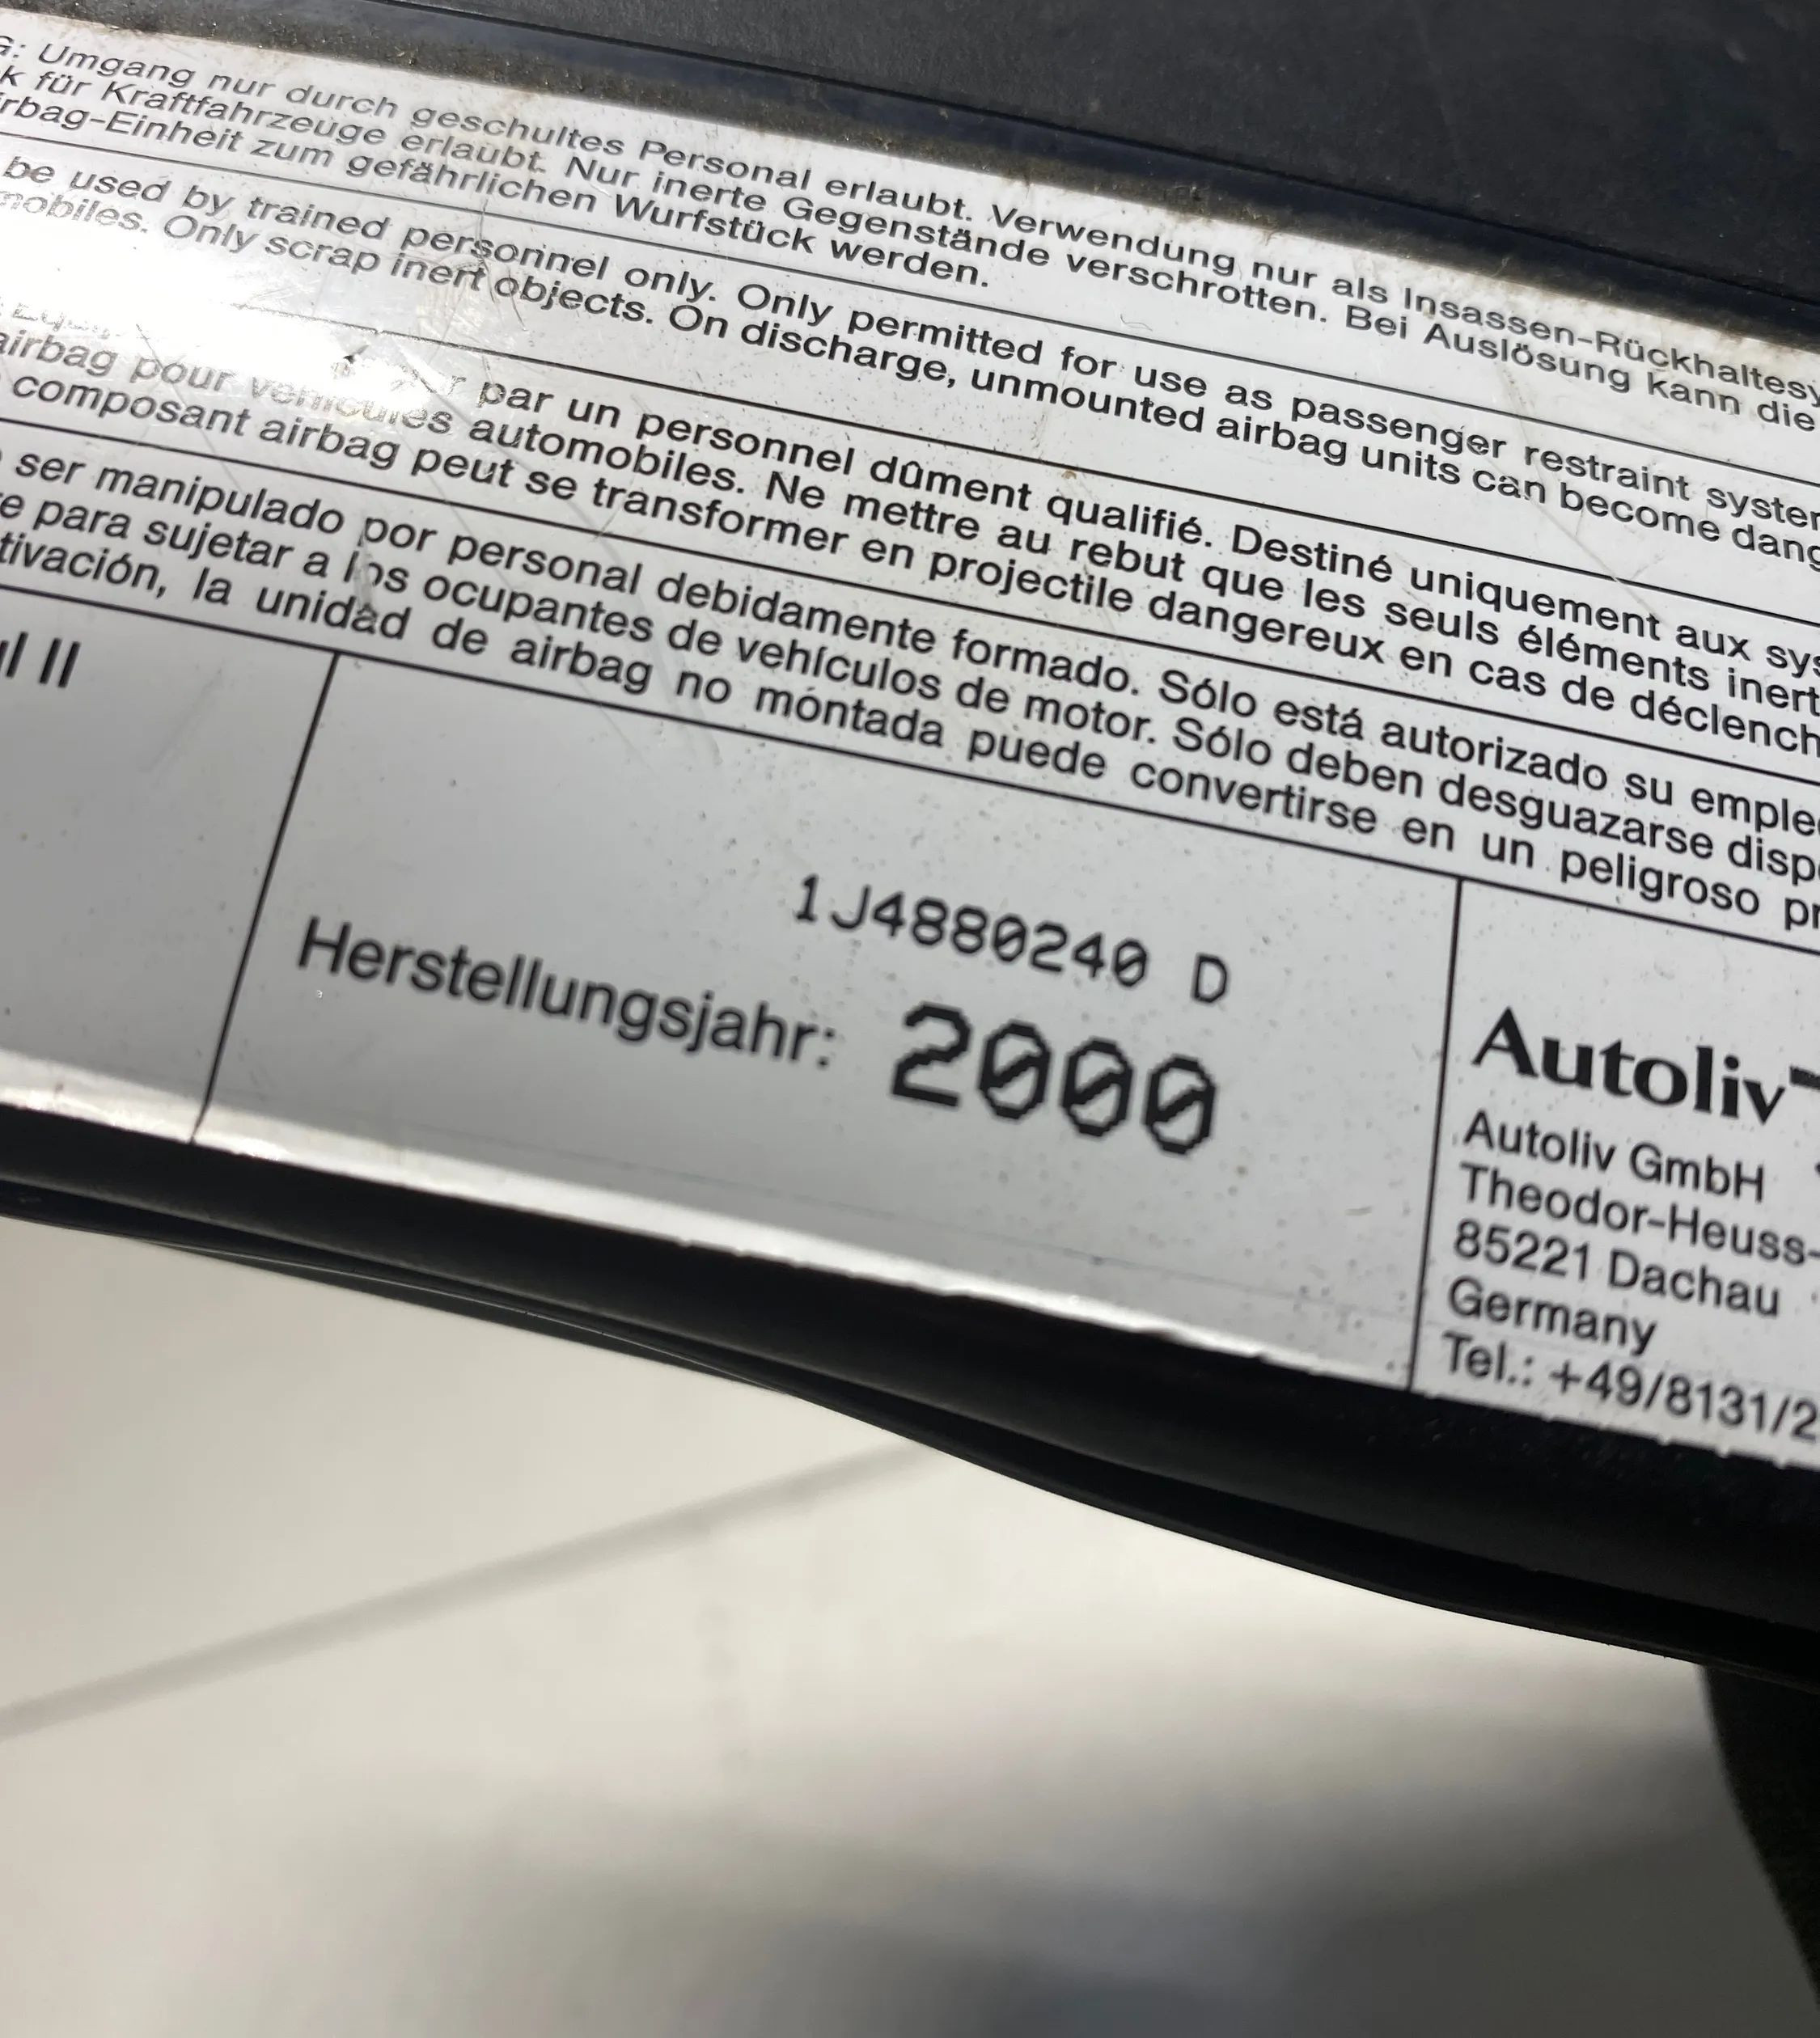 G: Umgang nur durch geschultes Personal erlaubt. Verwendung nur als Insassen-Rückhaltesy
k für Kraftfahrzeuge erlaubt. Nur inerte Gegenstände verschrotten. Bei Auslösung kann die
irbag-Einheit zum gefährlichen Wurfstück werden.
be used by trained personnel only. Only permitted for use as passenger restraint system
mobiles. Only scrap inert objects. On discharge, unmounted airbag units can become dang
par un personnel dûment qualifié. Destiné uniquement aux sys
airbag pour véhicules automobiles. Ne mettre au rebut que les seuls éléments inert
composant airbag peut se transformer en projectile dangereux en cas de déclench
ser manipulado por personal debidamente formado. Sólo está autorizado su emple
e para sujetar a los ocupantes de vehículos de motor. Sólo deben desguazarse disp
tivación, la unidad de airbag no montada puede convertirse en un peligroso pr
II
1J4880240 D
Herstellungsjahr: 2000
Autoliv
Autoliv GmbH
Theodor-Heuss-
85221 Dachau
Germany
Tel.: +49/8131/2